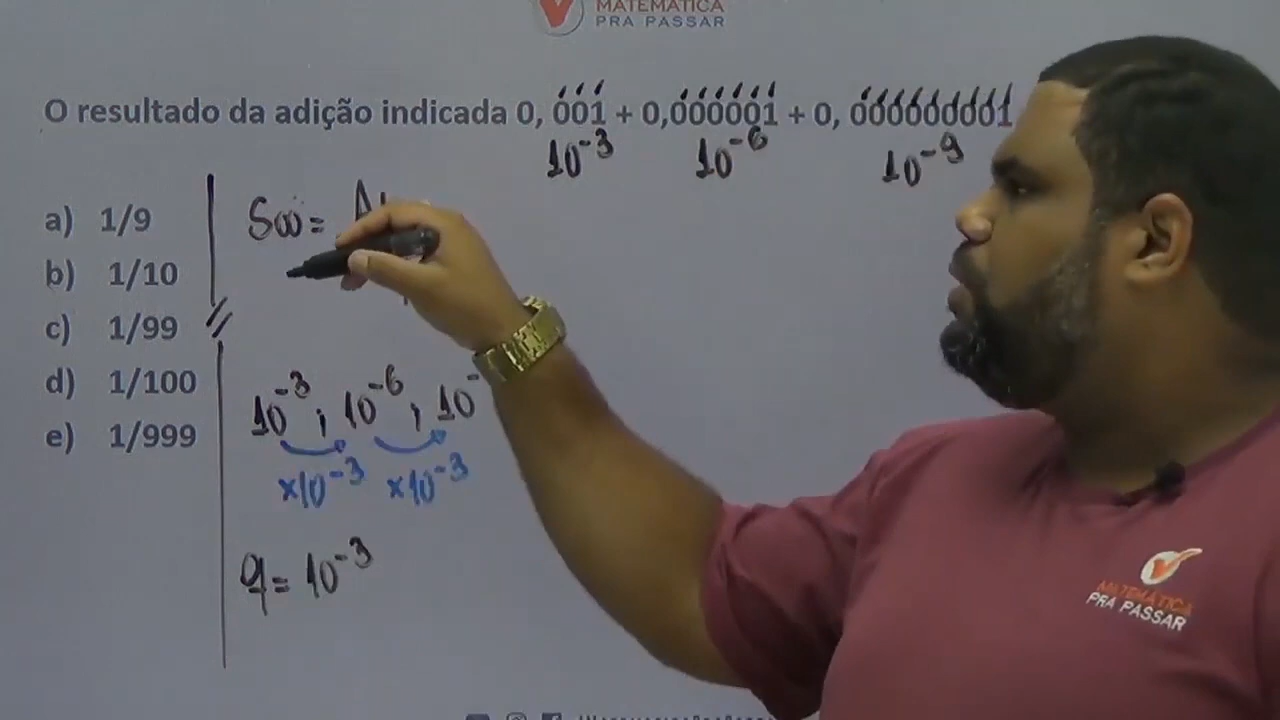 MATEMÁTICA
PRA PASSAR
O resultado da adição indicada 0, 001 + 0,000001 + 0, 000000001
10⁻³ 10⁻⁶ 10⁻⁹
a) 1/9
b) 1/10
c) 1/99
d) 1/100
e) 1/999
S∞ =
10⁻³ ; 10⁻⁶ ; 10⁻
×10⁻³ ×10⁻³
q = 10⁻³
MATEMÁTICA
PRA PASSAR